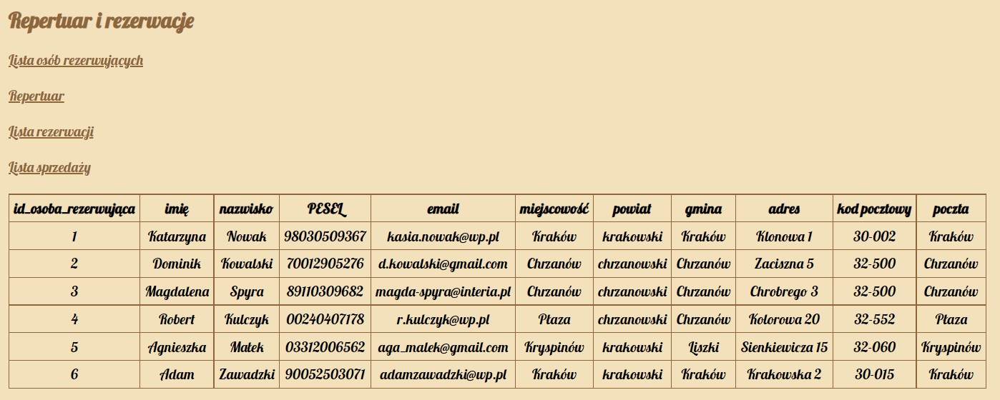 Repertuar i rezerwacje
Lista osób rezerwujących
Repertuar
Lista rezerwacji
Lista sprzedaży
id_osoba_rezerwująca imię nazwisko PESEL email miejscowość powiat gmina adres kod pocztowy poczta
1 Katarzyna Nowak 98030509367 kasia.nowak@wp.pl Kraków krakowski Kraków Klonowa 1 30-002 Kraków
2 Dominik Kowalski 70012905276 d.kowalski@gmail.com Chrzanów chrzanowski Chrzanów Zaciszna 5 32-500 Chrzanów
3 Magdalena Spyra 89110309682 magda-spyra@interia.pl Chrzanów chrzanowski Chrzanów Chrobrego 3 32-500 Chrzanów
4 Robert Kulczyk 00240407178 r.kulczyk@wp.pl Płaza chrzanowski Chrzanów Kolorowa 20 32-552 Płaza
5 Agnieszka Małek 03312006562 aga_malek@gmail.com Kryspinów krakowski Liszki Sienkiewicza 15 32-060 Kryspinów
6 Adam Zawadzki 90052503071 adamzawadzki@wp.pl Kraków krakowski Kraków Krakowska 2 30-015 Kraków